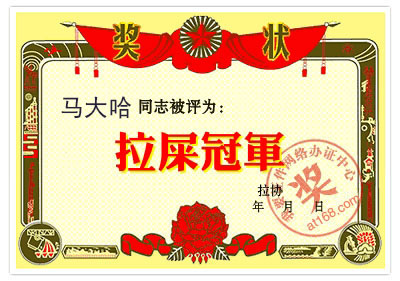 奖状
马大哈 同志被评为：
拉屎冠軍
拉协
年 月 日
奖
at168.com